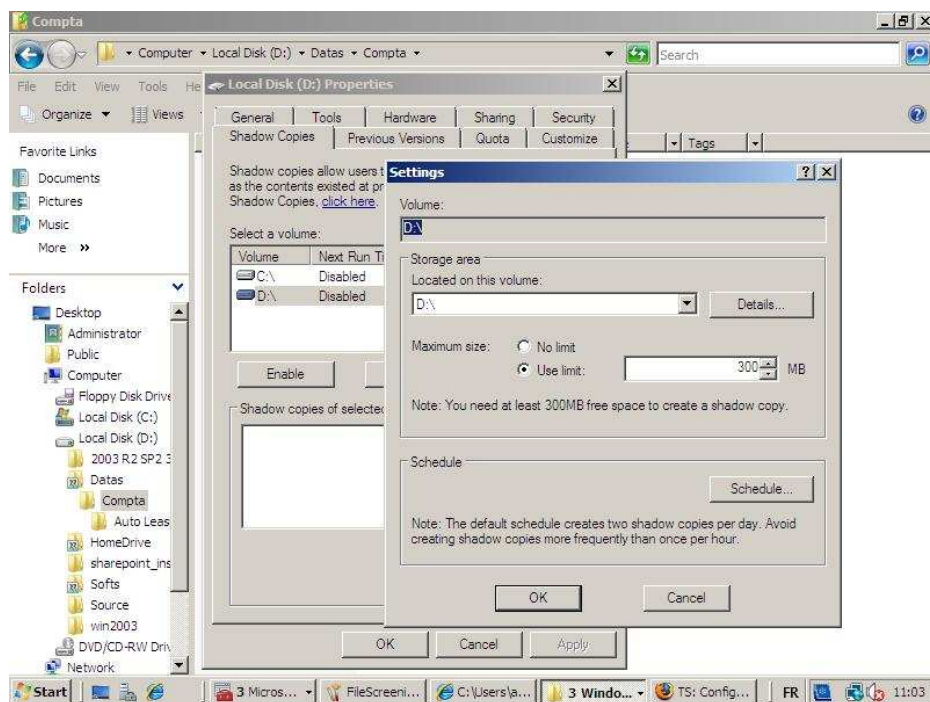 Compta
Computer Local Disk (D:) Datas Compta
Search
File Edit View Tools He
Organize Views
Tags
Favorite Links
Documents
Pictures
Music
More »
Folders
Desktop
Administrator
Public
Computer
Floppy Disk Drive
Local Disk (C:)
Local Disk (D:)
2003 R2 SP2 3
Datas
Compta
Auto Leas
HomeDrive
sharepoint_ins
Softs
Source
win2003
DVD/CD-RW Driv
Network
Local Disk (D:) Properties
General Tools Hardware Sharing Security
Shadow Copies Previous Versions Quota Customize
Shadow copies allow users t
as the contents existed at pr
Shadow Copies, click here.
Select a volume:
Volume Next Run Ti
C:\ Disabled
D:\ Disabled
Enable
Shadow copies of selected
OK Cancel Apply
Settings
Volume:
D:\
Storage area
Located on this volume:
D:\ Details...
Maximum size: No limit
Use limit: 300 MB
Note: You need at least 300MB free space to create a shadow copy.
Schedule
Schedule...
Note: The default schedule creates two shadow copies per day. Avoid
creating shadow copies more frequently than once per hour.
OK Cancel
Start 3 Micros... FileScreeni... C:\Users\a... 3 Windo... TS: Config... FR 11:03